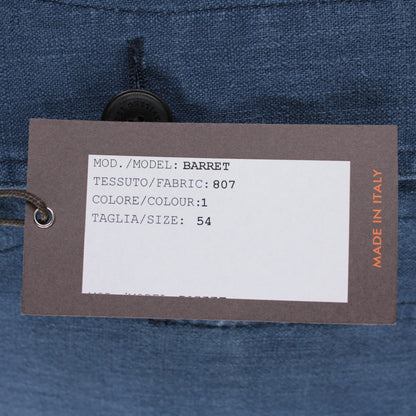 MOD./MODEL: BARRET
TESSUTO/FABRIC: 807
COLORE/COLOUR:1
TAGLIA/SIZE: 54
MADE IN ITALY